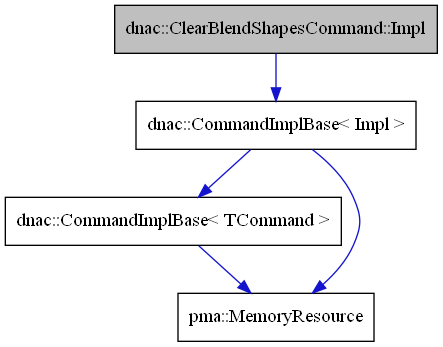 dnac::ClearBlendShapesCommand::Impl
dnac::CommandImplBase< Impl >
dnac::CommandImplBase< TCommand >
pma::MemoryResource